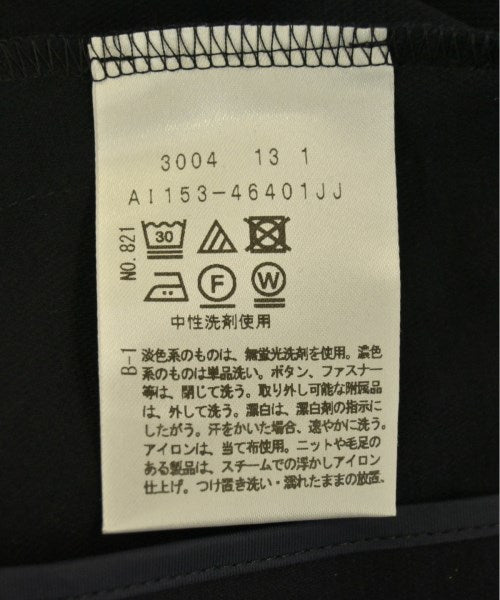 3004 13 1
AI153-46401JJ
NO.821
30
F W
中性洗剤使用
B-1
淡色系のものは、無蛍光洗剤を使用。濃色
系のものは単品洗い。ボタン、ファスナー
等は、閉じて洗う。取り外し可能な附属品
は、外して洗う。漂白は、漂白剤の指示に
したがう。汗をかいた場合、速やかに洗う。
アイロンは、当て布使用。ニットや毛足の
ある製品は、スチームでの浮かしアイロン
仕上げ。つけ置き洗い・濡れたままの放置、